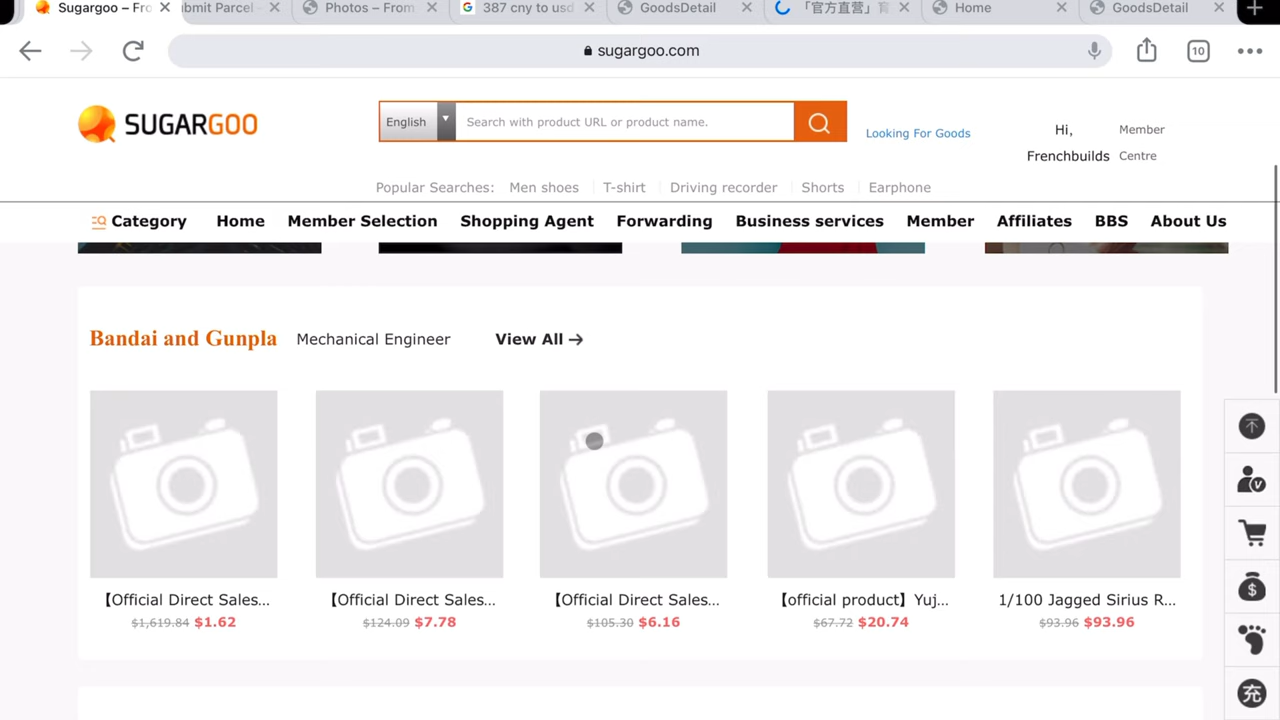 Sugargoo – Fro
bmit Parcel –
Photos – From
387 cny to usd
GoodsDetail
「官方直营」
Home
GoodsDetail
sugargoo.com
10
SUGARGOO
English
Search with product URL or product name.
Looking For Goods
Hi,
Frenchbuilds
Member
Centre
Popular Searches: Men shoes T-shirt Driving recorder Shorts Earphone
Category Home Member Selection Shopping Agent Forwarding Business services Member Affiliates BBS About Us
Bandai and Gunpla Mechanical Engineer View All →
【Official Direct Sales... 【Official Direct Sales... 【Official Direct Sales... 【official product】Yuj... 1/100 Jagged Sirius R...
$1,619.84 $1.62 $124.09 $7.78 $105.30 $6.16 $67.72 $20.74 $93.96 $93.96
充